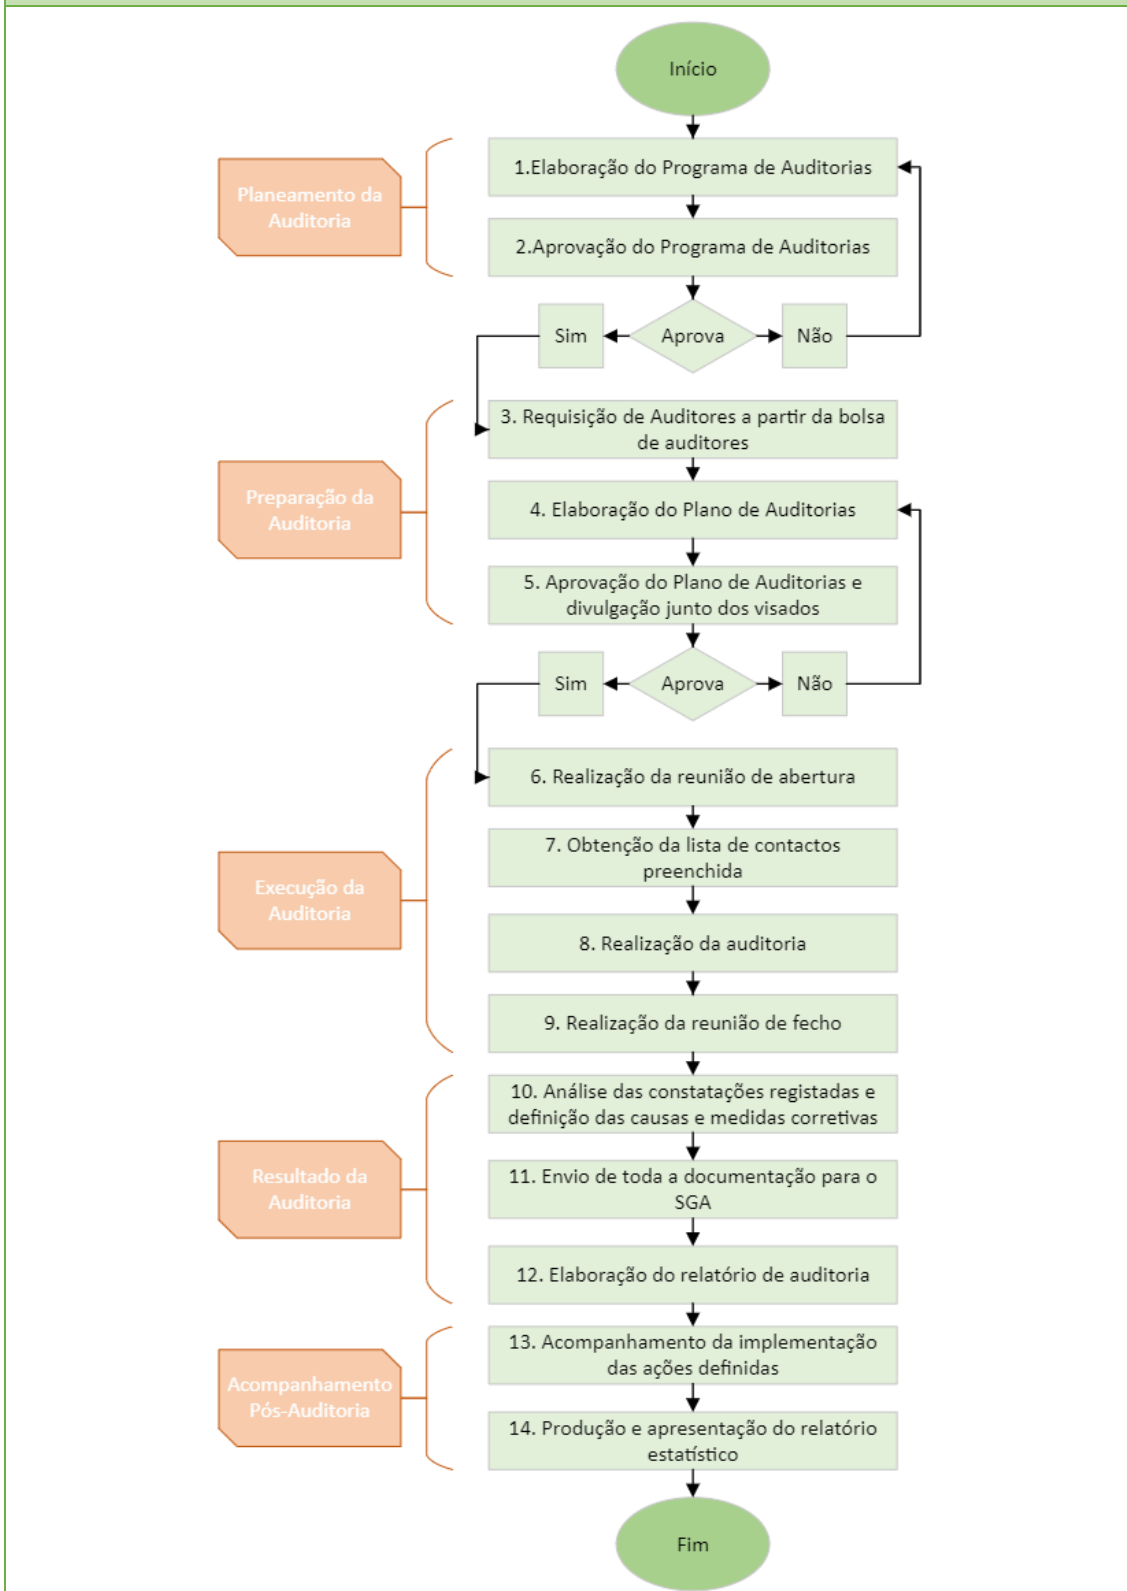 Início
Planeamento da
Auditoria
1.Elaboração do Programa de Auditorias
2.Aprovação do Programa de Auditorias
Sim
Aprova
Não
Preparação da
Auditoria
3. Requisição de Auditores a partir da bolsa
de auditores
4. Elaboração do Plano de Auditorias
5. Aprovação do Plano de Auditorias e
divulgação junto dos visados
Sim
Aprova
Não
Execução da
Auditoria
6. Realização da reunião de abertura
7. Obtenção da lista de contactos
preenchida
8. Realização da auditoria
9. Realização da reunião de fecho
Resultado da
Auditoria
10. Análise das constatações registadas e
definição das causas e medidas corretivas
11. Envio de toda a documentação para o
SGA
12. Elaboração do relatório de auditoria
Acompanhamento
Pós-Auditoria
13. Acompanhamento da implementação
das ações definidas
14. Produção e apresentação do relatório
estatístico
Fim